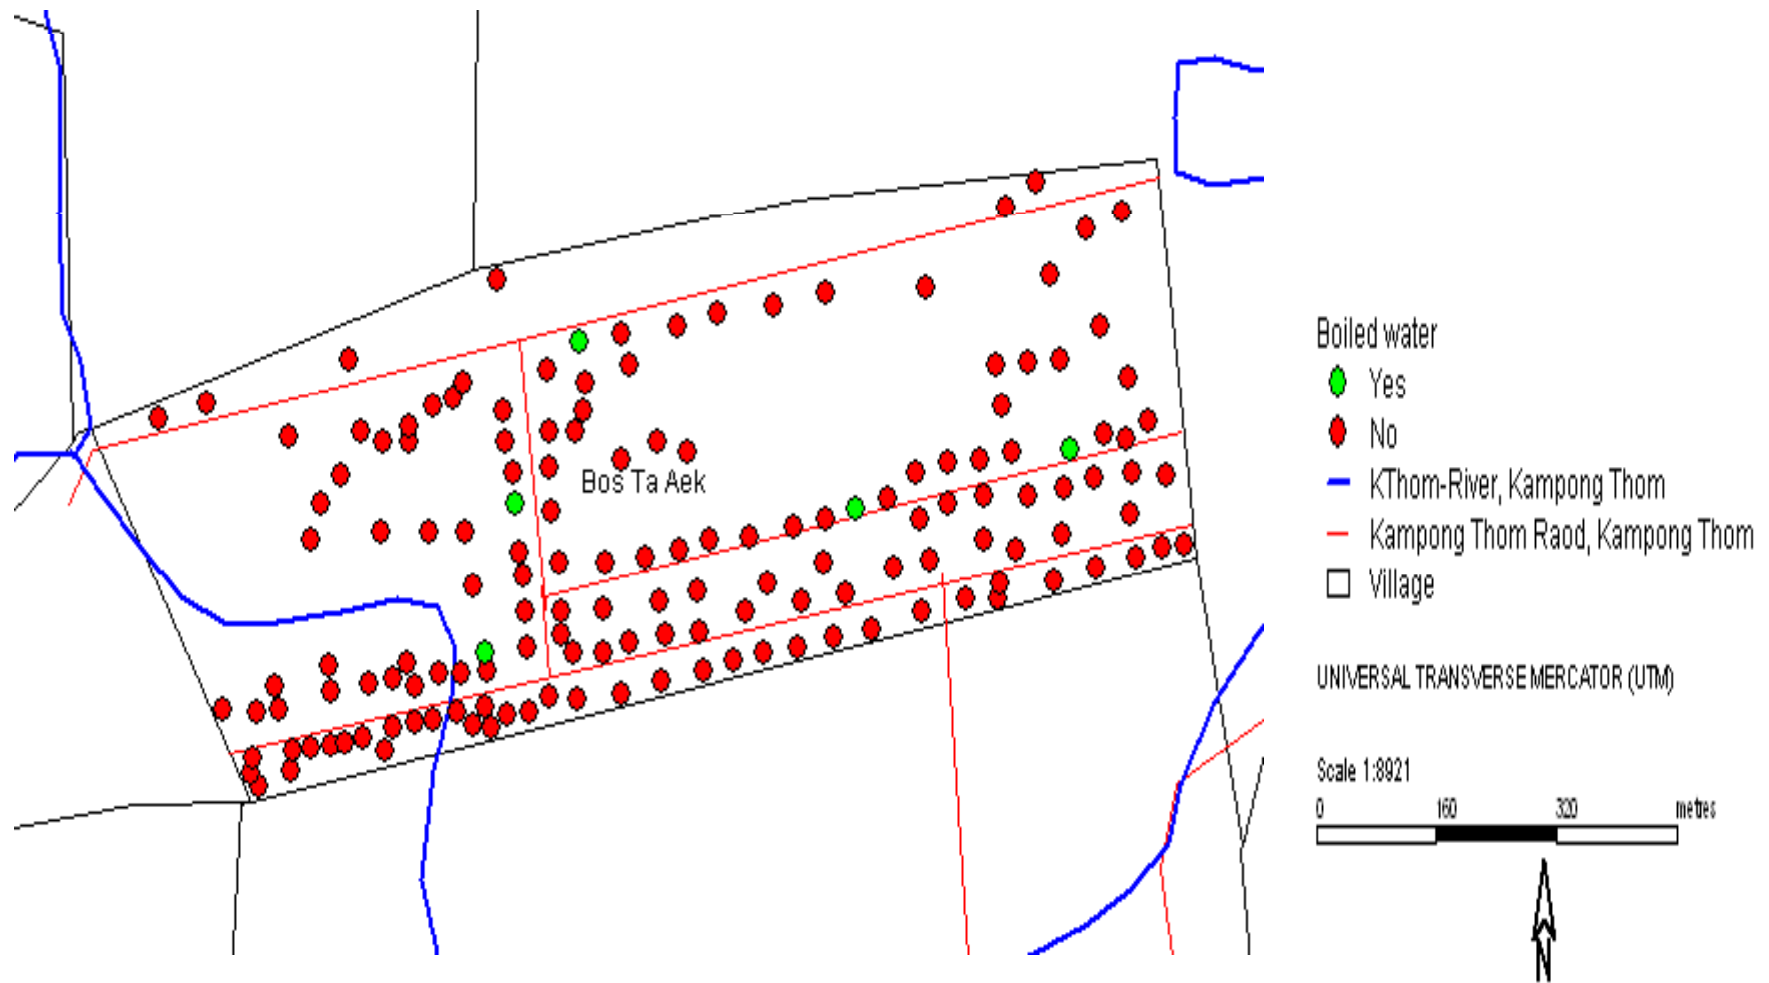 Bos Ta Aek
Boiled water
Yes
No
KThom-River, Kampong Thom
Kampong Thom Raod, Kampong Thom
Village
UNIVERSAL TRANSVERSE MERCATOR (UTM)
Scale 1:8921
0 160 320 metres
N